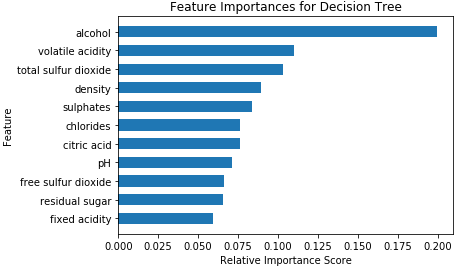 Feature Importances for Decision Tree
alcohol
volatile acidity
total sulfur dioxide
density
sulphates
chlorides
citric acid
pH
free sulfur dioxide
residual sugar
fixed acidity
Feature
0.000 0.025 0.050 0.075 0.100 0.125 0.150 0.175 0.200
Relative Importance Score